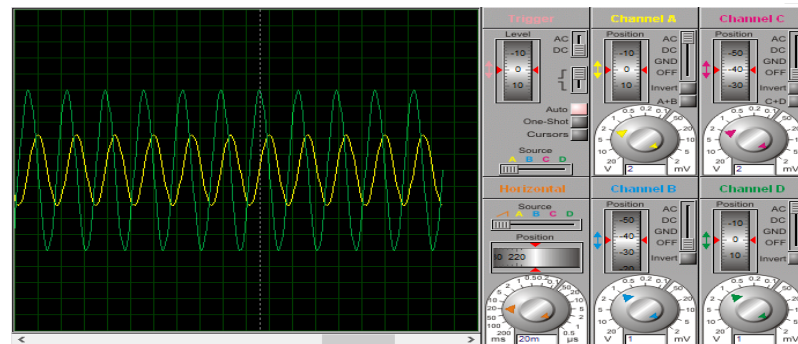 Trigger
Level
AC
DC
-10
0
10
Auto
One-Shot
Cursors
Source
A B C D
Channel A
Position
AC
DC
GND
OFF
-10
0
10
Invert
A+B
V
2
mV
Channel C
Position
AC
DC
GND
OFF
-50
-40
-30
Invert
C+D
V
2
mV
Horizontal
Source
A B C D
Position
220
ms
20m
µs
Channel B
Position
AC
DC
GND
OFF
-50
-40
-30
Invert
V
1
mV
Channel D
Position
AC
DC
GND
OFF
-10
0
10
Invert
V
1
mV